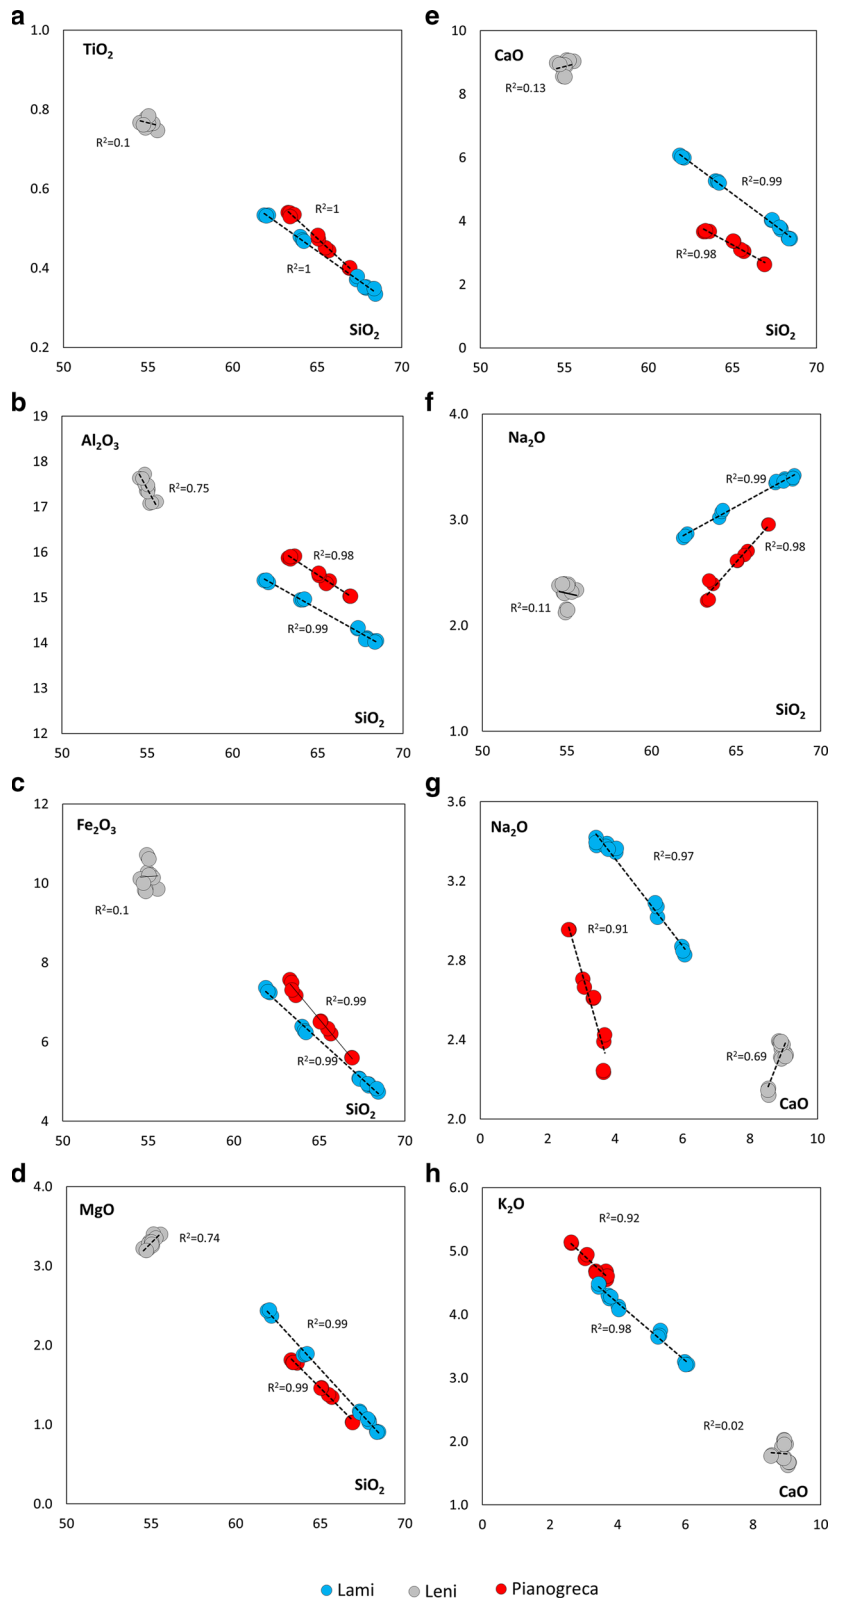 a
1.0
0.8
0.6
0.4
0.2
TiO₂
R²=0.1
R²=1
R²=1
SiO₂
50 55 60 65 70
b
19
18
17
16
15
14
13
12
Al₂O₃
R²=0.75
R²=0.98
R²=0.99
SiO₂
50 55 60 65 70
c
12
10
8
6
4
Fe₂O₃
R²=0.1
R²=0.99
R²=0.99
SiO₂
50 55 60 65 70
d
4.0
3.0
2.0
1.0
0.0
MgO
R²=0.74
R²=0.99
R²=0.99
SiO₂
50 55 60 65 70
e
10
8
6
4
2
0
CaO
R²=0.13
R²=0.99
R²=0.98
SiO₂
50 55 60 65 70
f
4.0
3.0
2.0
1.0
Na₂O
R²=0.99
R²=0.98
R²=0.11
SiO₂
50 55 60 65 70
g
3.6
3.2
2.8
2.4
2.0
Na₂O
R²=0.97
R²=0.91
R²=0.69
CaO
0 2 4 6 8 10
h
6.0
5.0
4.0
3.0
2.0
1.0
K₂O
R²=0.92
R²=0.98
R²=0.02
CaO
0 2 4 6 8 10
Lami Leni Pianogreca